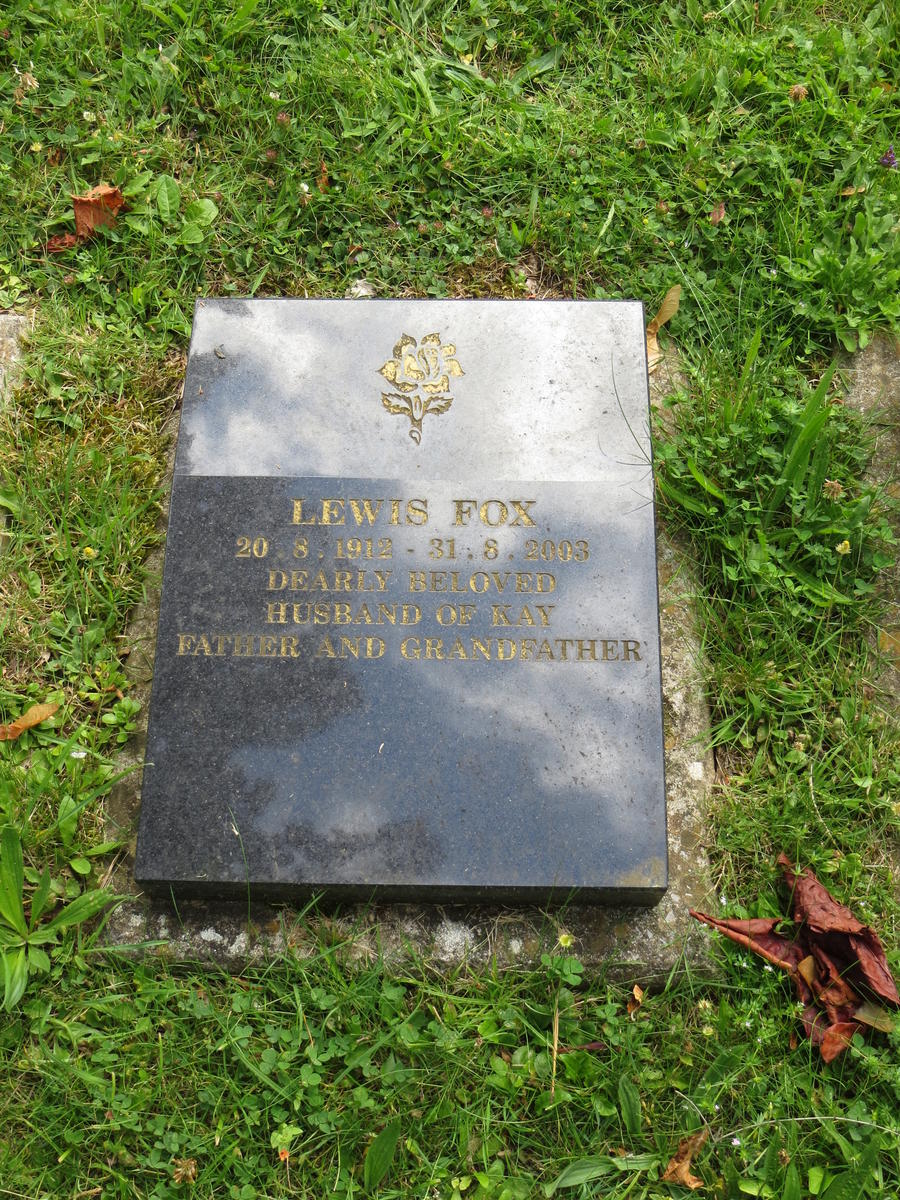 LEWIS FOX
20 . 8 . 1912 - 31 . 8 . 2003
DEARLY BELOVED
HUSBAND OF KAY
FATHER AND GRANDFATHER